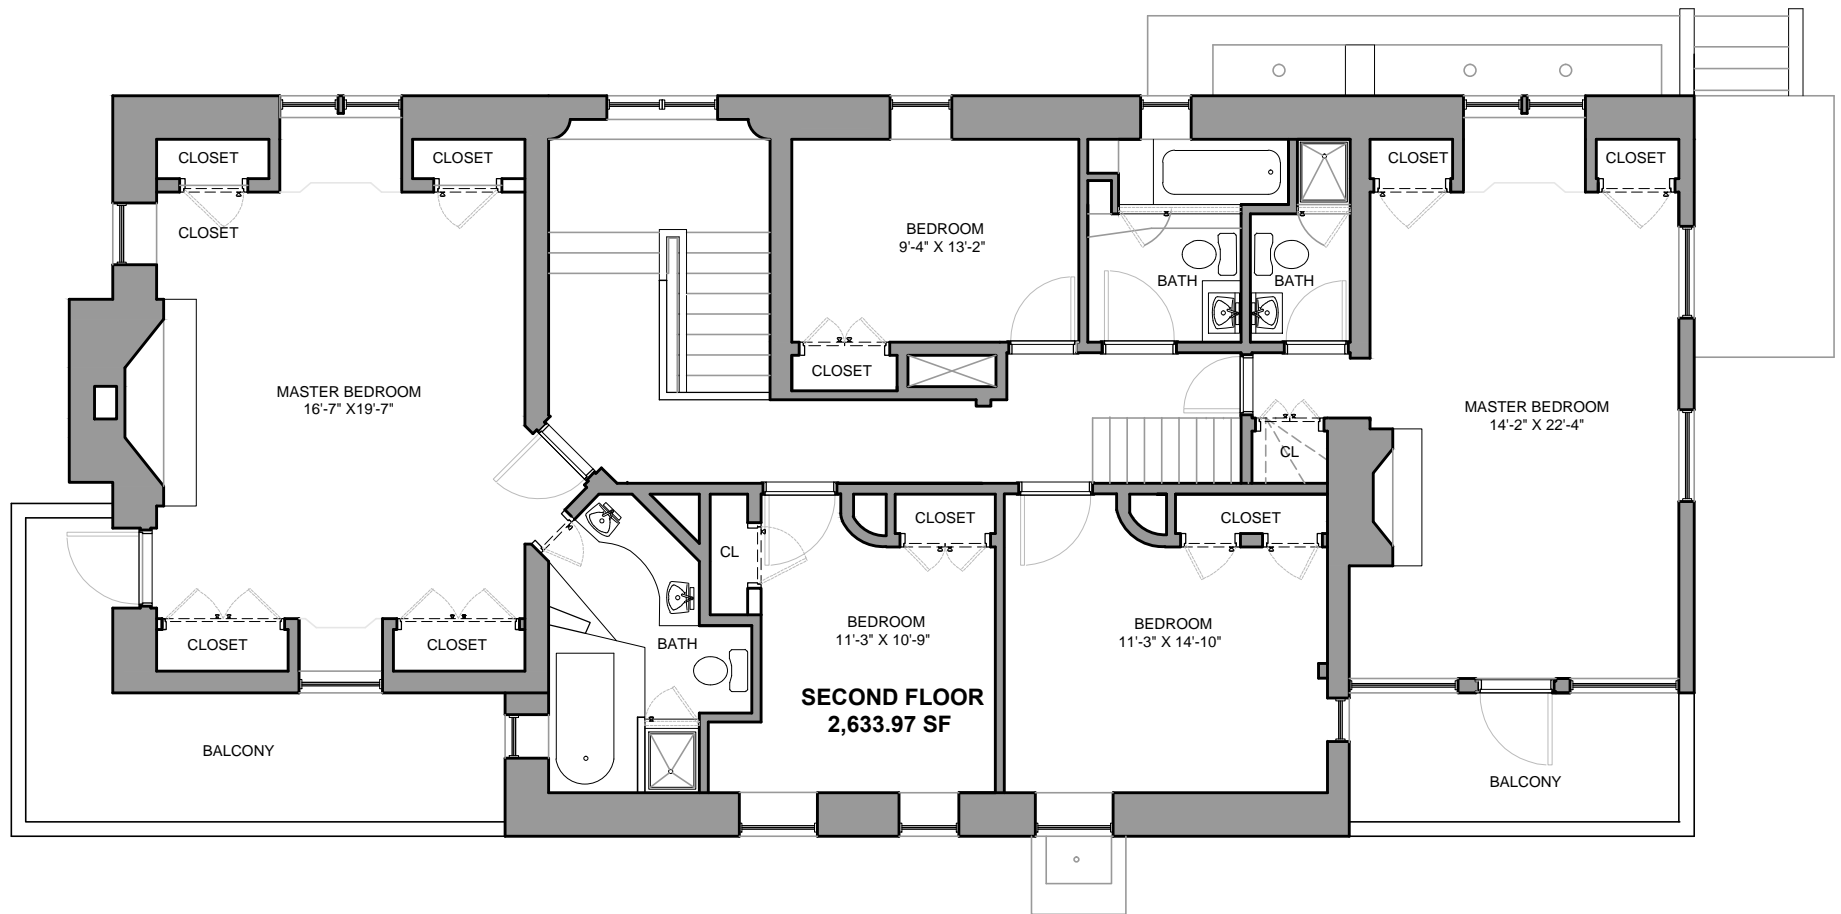 CLOSET
CLOSET
CLOSET
CLOSET
CLOSET
BEDROOM
9'-4" X 13'-2"
BATH
BATH
CLOSET
MASTER BEDROOM
16'-7" X19'-7"
MASTER BEDROOM
14'-2" X 22'-4"
CL
CLOSET
CLOSET
CL
BEDROOM
11'-3" X 10'-9"
BEDROOM
11'-3" X 14'-10"
CLOSET
CLOSET
BATH
SECOND FLOOR
2,633.97 SF
BALCONY
BALCONY